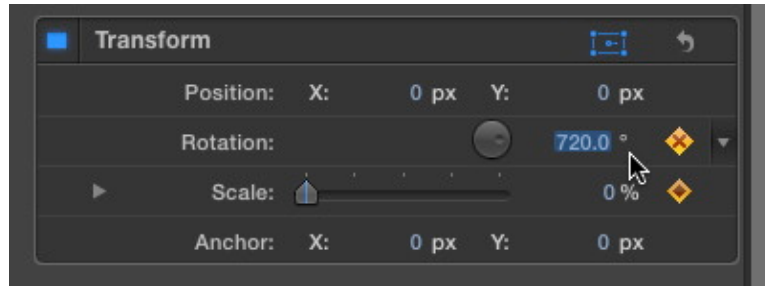 Transform
Position: X: 0 px Y: 0 px
Rotation: 720.0 °
Scale: 0 %
Anchor: X: 0 px Y: 0 px